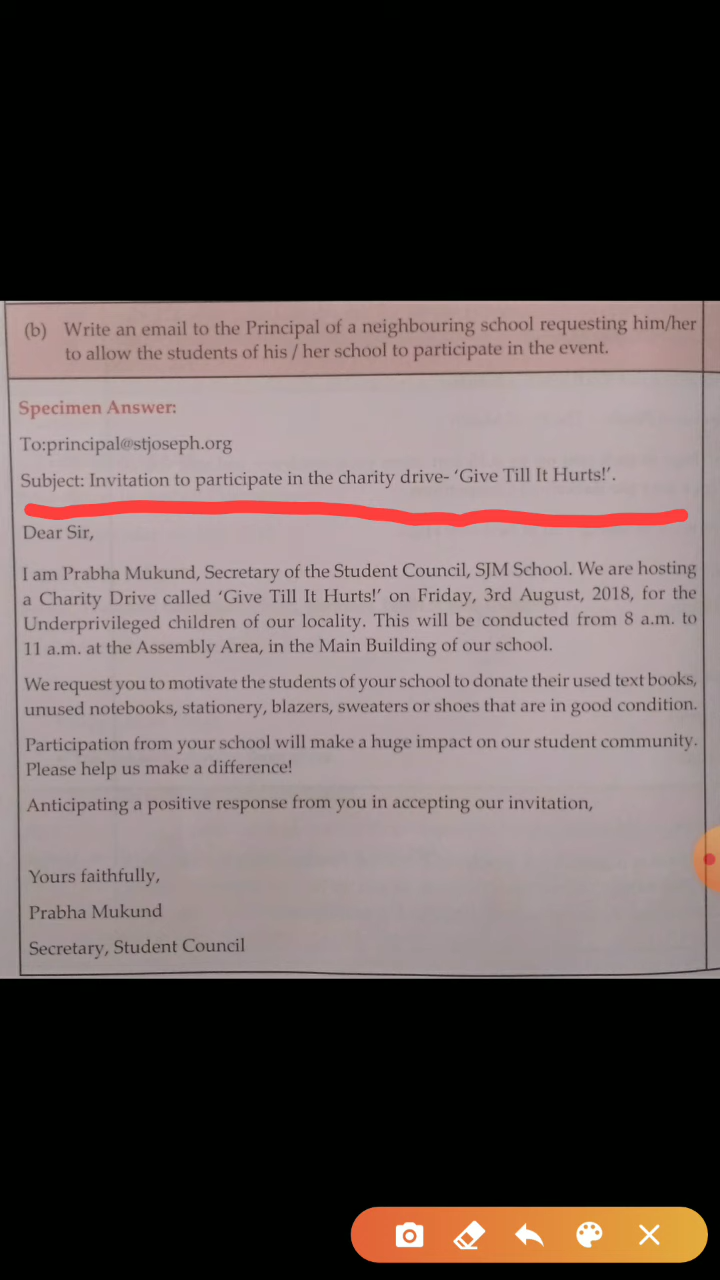 (b) Write an email to the Principal of a neighbouring school requesting him/her
to allow the students of his / her school to participate in the event.
Specimen Answer:
To:principal@stjoseph.org
Subject: Invitation to participate in the charity drive- ‘Give Till It Hurts!’.
Dear Sir,
I am Prabha Mukund, Secretary of the Student Council, SJM School. We are hosting
a Charity Drive called ‘Give Till It Hurts!’ on Friday, 3rd August, 2018, for the
Underprivileged children of our locality. This will be conducted from 8 a.m. to
11 a.m. at the Assembly Area, in the Main Building of our school.
We request you to motivate the students of your school to donate their used text books,
unused notebooks, stationery, blazers, sweaters or shoes that are in good condition.
Participation from your school will make a huge impact on our student community.
Please help us make a difference!
Anticipating a positive response from you in accepting our invitation,
Yours faithfully,
Prabha Mukund
Secretary, Student Council